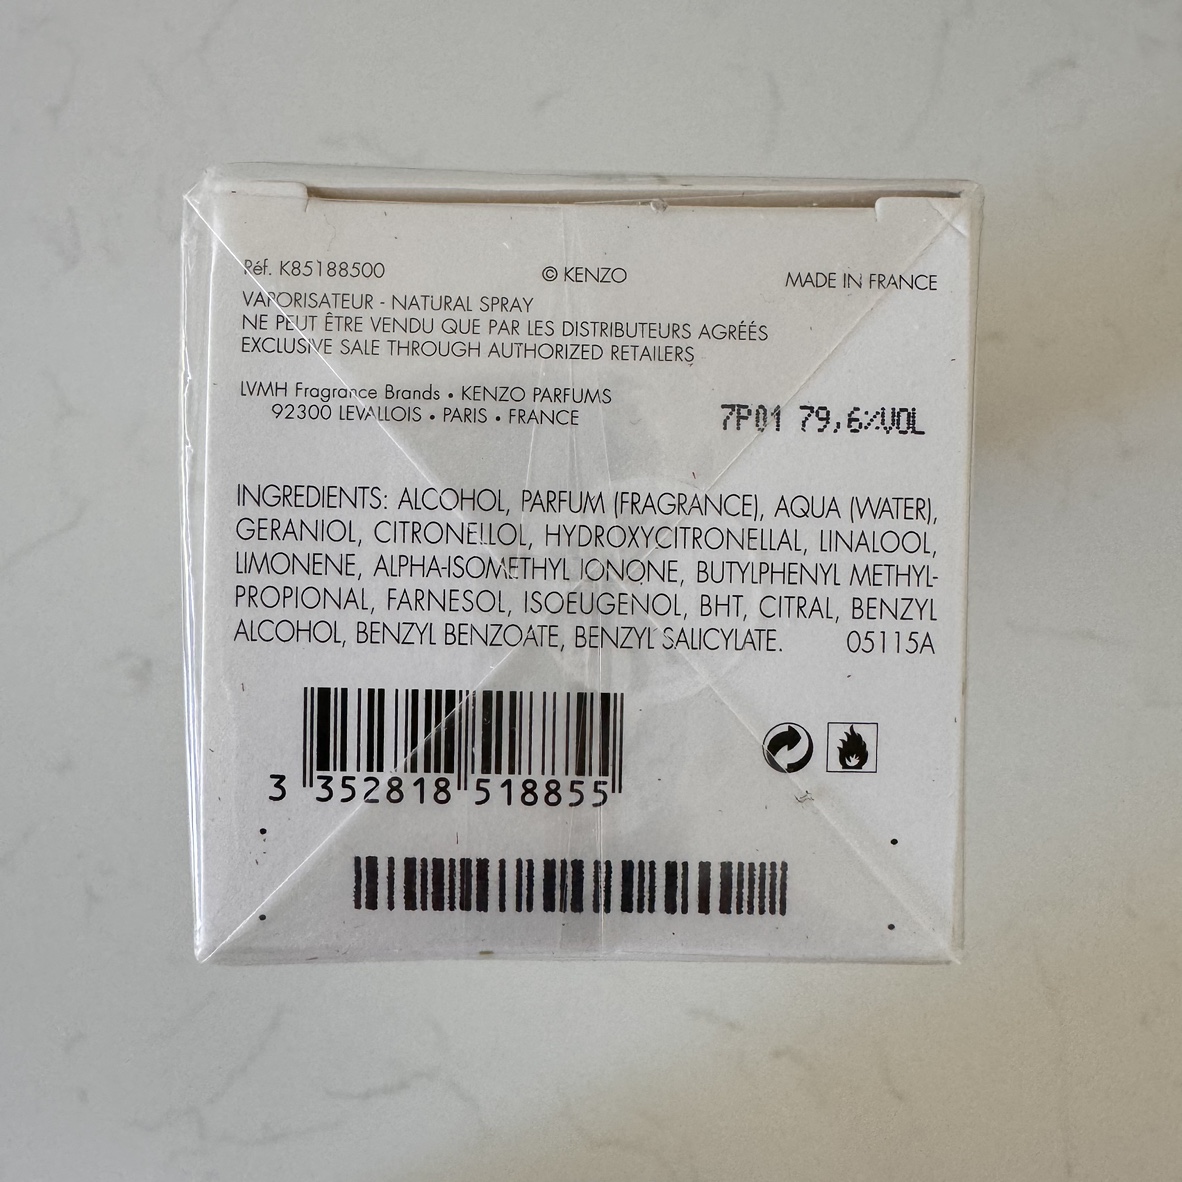 Réf. K85188500 © KENZO MADE IN FRANCE
VAPORISATEUR - NATURAL SPRAY
NE PEUT ÊTRE VENDU QUE PAR LES DISTRIBUTEURS AGRÉÉS
EXCLUSIVE SALE THROUGH AUTHORIZED RETAILERS
LVMH Fragrance Brands • KENZO PARFUMS
92300 LEVALLOIS • PARIS • FRANCE
7P01 79,6%VOL
INGREDIENTS: ALCOHOL, PARFUM (FRAGRANCE), AQUA (WATER),
GERANIOL, CITRONELLOL, HYDROXYCITRONELLAL, LINALOOL,
LIMONENE, ALPHA-ISOMETHYL IONONE, BUTYLPHENYL METHYL-
PROPIONAL, FARNESOL, ISOEUGENOL, BHT, CITRAL, BENZYL
ALCOHOL, BENZYL BENZOATE, BENZYL SALICYLATE. 05115A
3 352818 518855